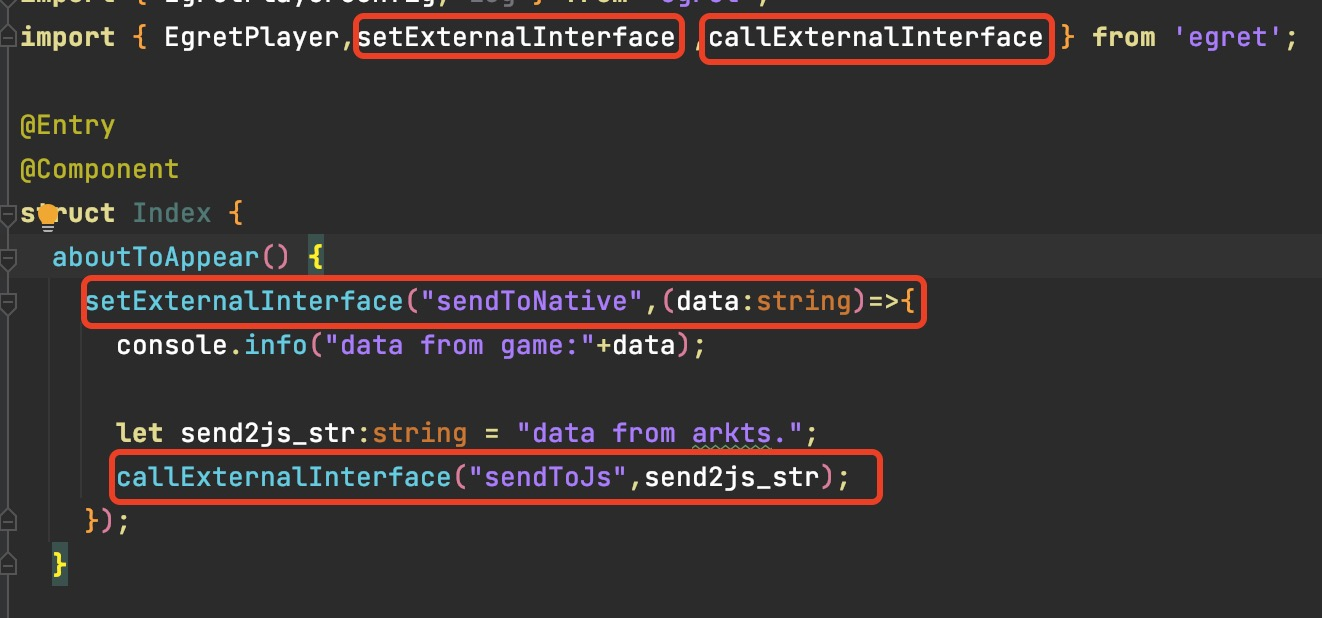 import { EgretPlayerConfig, Log } from 'egret';
import { EgretPlayer,setExternalInterface ,callExternalInterface } from 'egret';
@Entry
@Component
struct Index {
aboutToAppear() {
setExternalInterface("sendToNative",(data:string)=>{
console.info("data from game:"+data);
let send2js_str:string = "data from arkts.";
callExternalInterface("sendToJs",send2js_str);
});
}